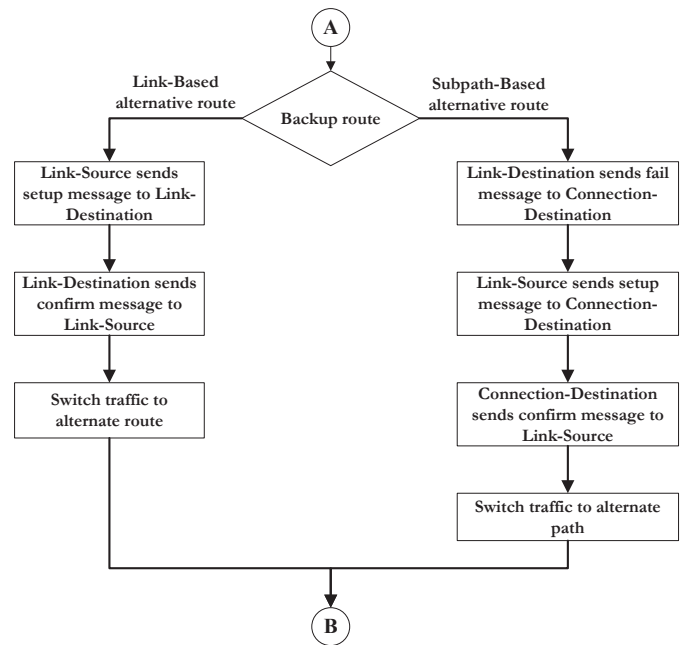 A
Link-Based
alternative route
Subpath-Based
alternative route
Backup route
Link-Source sends
setup message to Link-
Destination
Link-Destination sends fail
message to Connection-
Destination
Link-Destination sends
confirm message to
Link-Source
Link-Source sends setup
message to Connection-
Destination
Switch traffic to
alternate route
Connection-Destination
sends confirm message to
Link-Source
Switch traffic to alternate
path
B